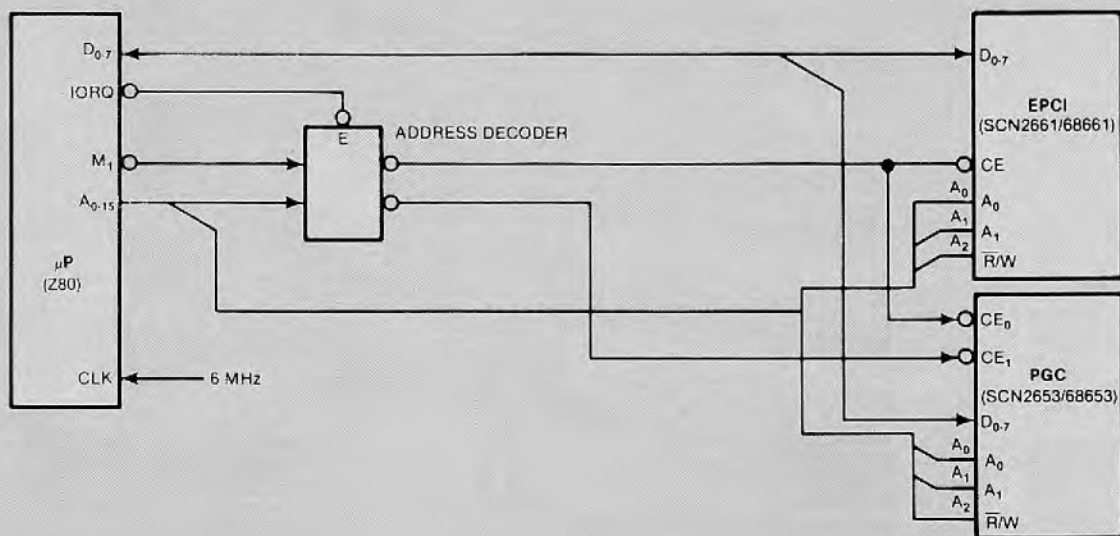 D0-7
IORQ
M1
A0-15
μP
(Z80)
CLK
6 MHz
E
ADDRESS DECODER
D0-7
EPCI
(SCN2661/68661)
CE
A0 A0
A1 A1
A2 R̅/W
CE0
CE1
PGC
(SCN2653/68653)
D0-7
A0 A0
A1 A1
A2 R̅/W